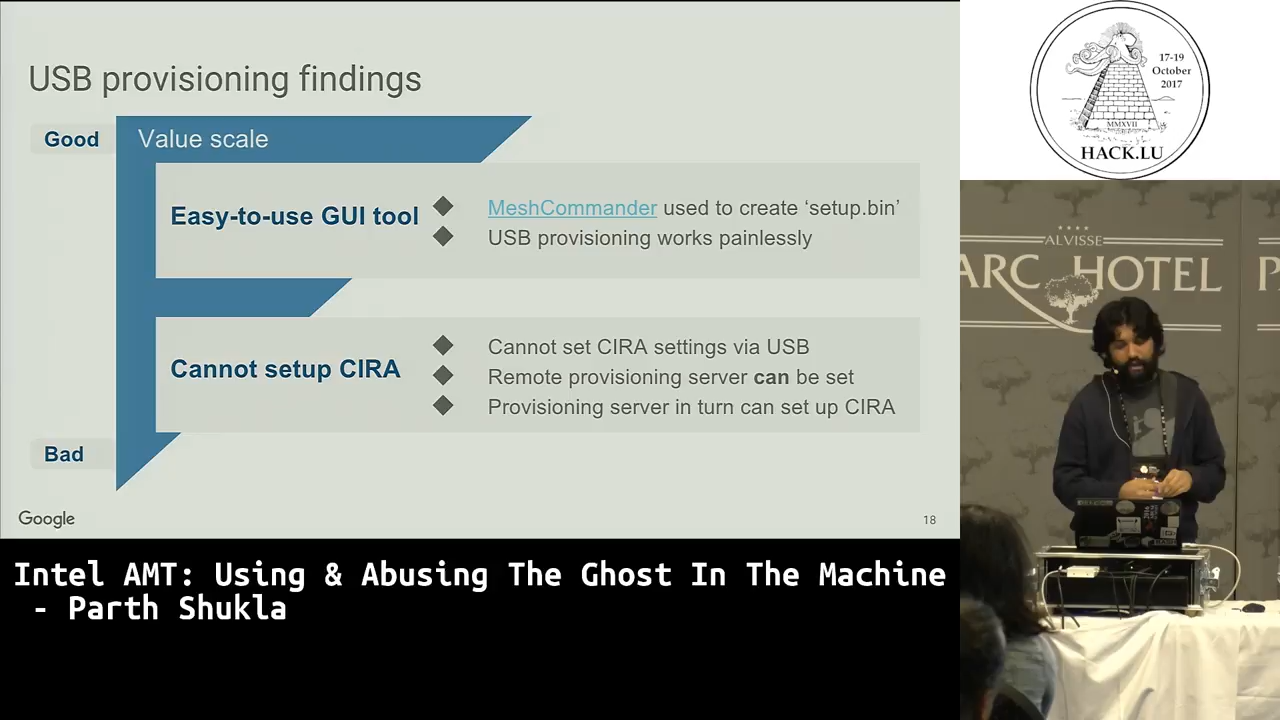 USB provisioning findings
Good
Value scale
Easy-to-use GUI tool
◆ MeshCommander used to create ‘setup.bin’
◆ USB provisioning works painlessly
Cannot setup CIRA
◆ Cannot set CIRA settings via USB
◆ Remote provisioning server can be set
◆ Provisioning server in turn can set up CIRA
Bad
Google
18
Intel AMT: Using & Abusing The Ghost In The Machine
- Parth Shukla
17-19
October
2017
MMXVII
HACK.LU
ALVISSE
ARC HOTEL